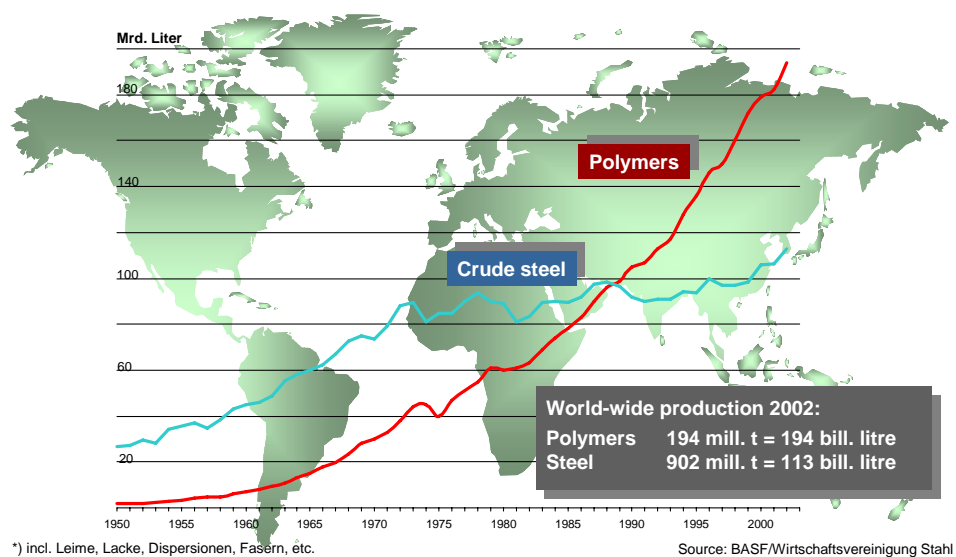 Mrd. Liter
180
Polymers
140
Crude steel
100
60
World-wide production 2002:
Polymers 194 mill. t = 194 bill. litre
Steel 902 mill. t = 113 bill. litre
20
1950 1955 1960 1965 1970 1975 1980 1985 1990 1995 2000
*) incl. Leime, Lacke, Dispersionen, Fasern, etc. Source: BASF/Wirtschaftsvereinigung Stahl